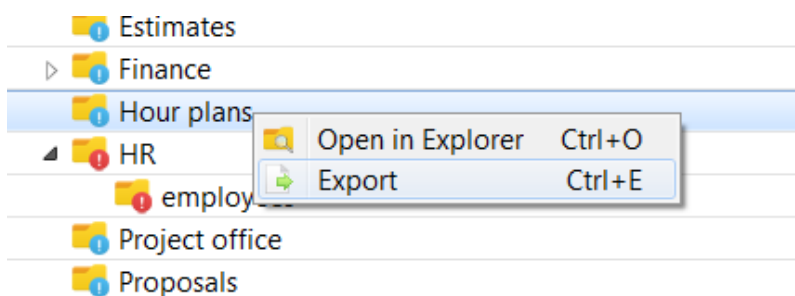 Estimates
Finance
Hour plans
Open in Explorer Ctrl+O
HR
Export Ctrl+E
Project office
Proposals